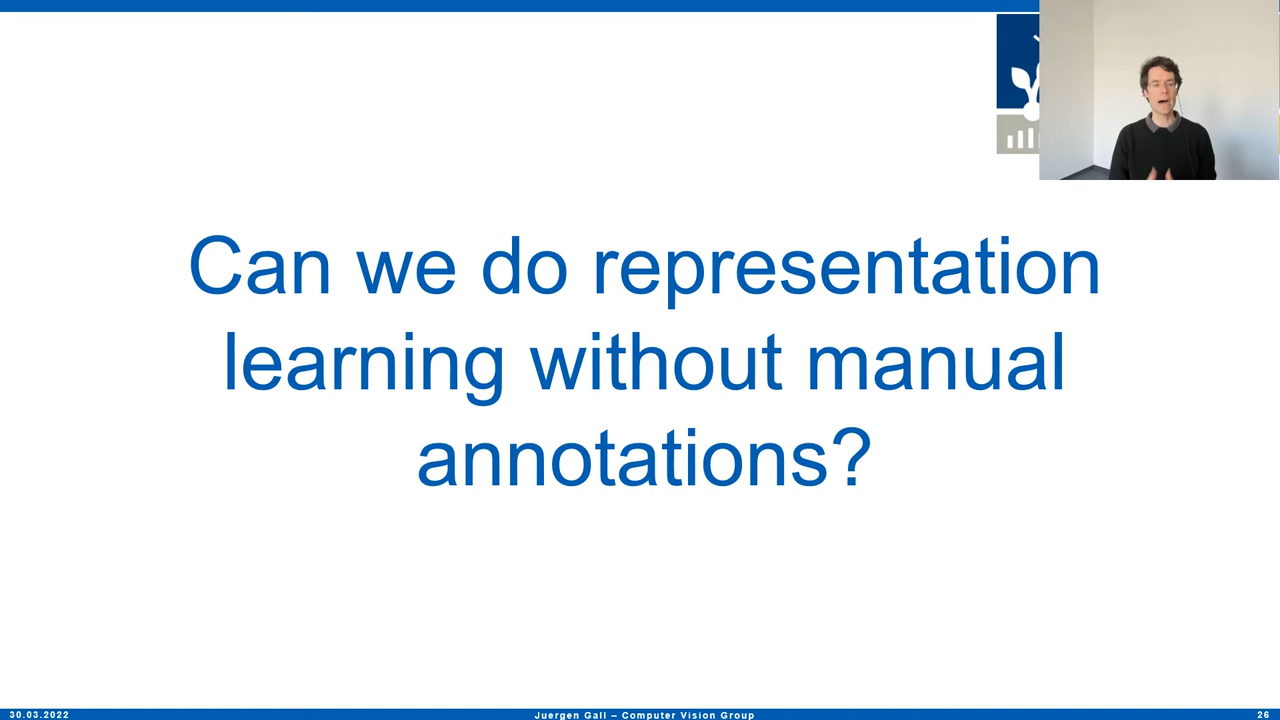 Can we do representation
learning without manual
annotations?
30.03.2022
Juergen Gall – Computer Vision Group
26